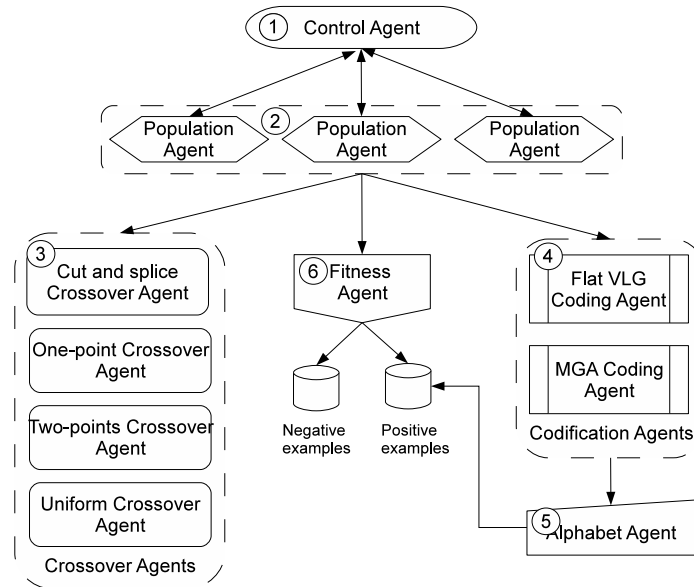 1
Control Agent
2
Population
Agent
Population
Agent
Population
Agent
3
Cut and splice
Crossover Agent
One-point Crossover
Agent
Two-points Crossover
Agent
Uniform Crossover
Agent
Crossover Agents
6
Fitness
Agent
Negative
examples
Positive
examples
4
Flat VLG
Coding Agent
MGA Coding
Agent
Codification Agents
5
Alphabet Agent